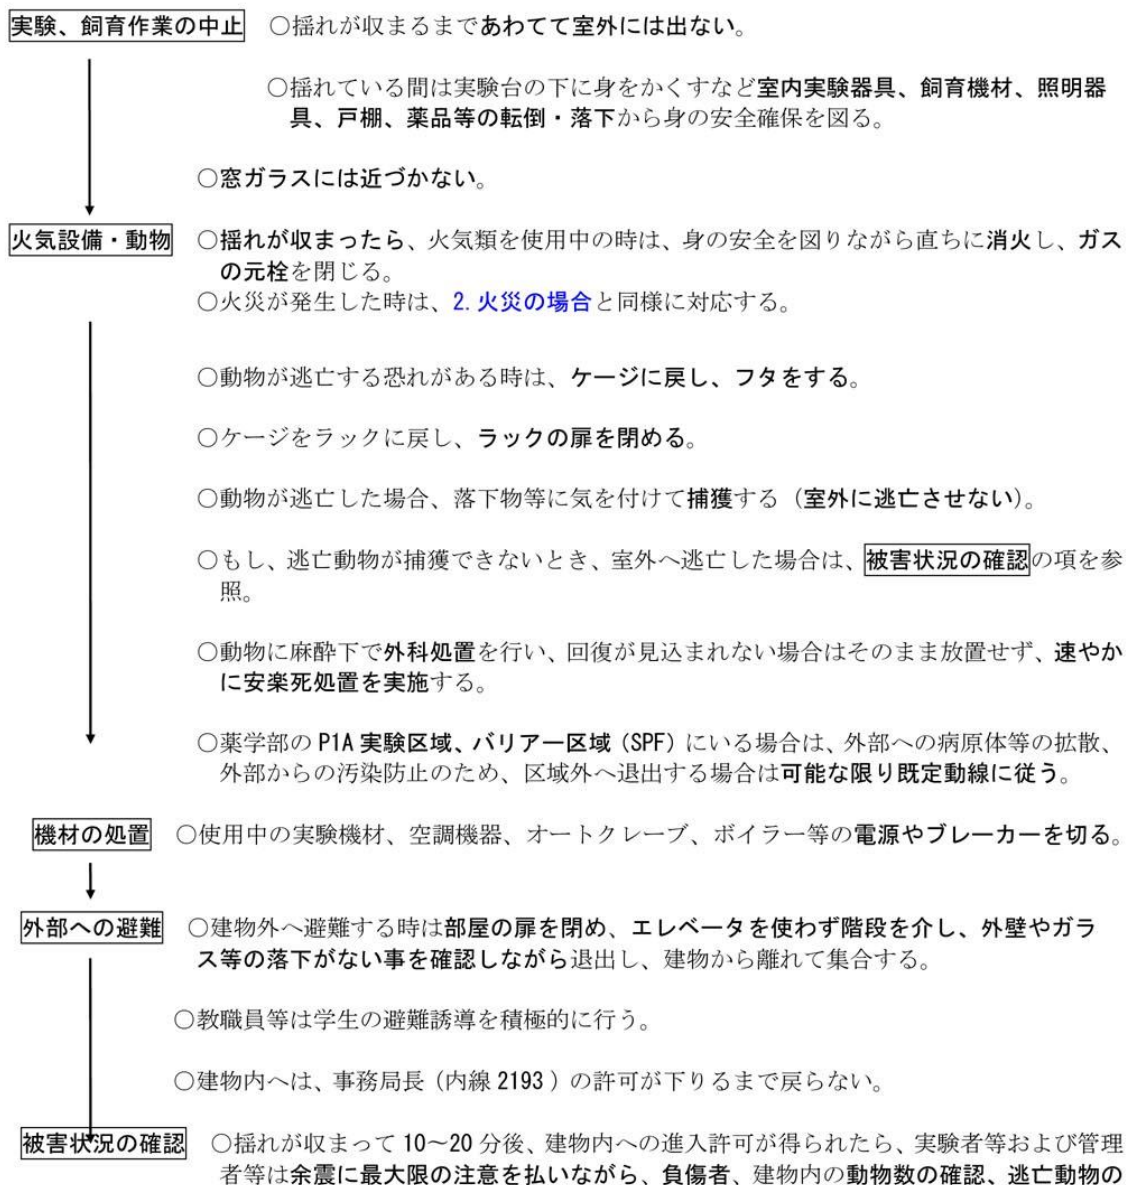 実験、飼育作業の中止 ○揺れが収まるまであわてて室外には出ない。
○揺れている間は実験台の下に身をかくすなど室内実験器具、飼育機材、照明器
具、戸棚、薬品等の転倒・落下から身の安全確保を図る。
○窓ガラスには近づかない。
火気設備・動物 ○揺れが収まったら、火気類を使用中の時は、身の安全を図りながら直ちに消火し、ガス
の元栓を閉じる。
○火災が発生した時は、2. 火災の場合と同様に対応する。
○動物が逃亡する恐れがある時は、ケージに戻し、フタをする。
○ケージをラックに戻し、ラックの扉を閉める。
○動物が逃亡した場合、落下物等に気を付けて捕獲する（室外に逃亡させない）。
○もし、逃亡動物が捕獲できないとき、室外へ逃亡した場合は、被害状況の確認の項を参
照。
○動物に麻酔下で外科処置を行い、回復が見込まれない場合はそのまま放置せず、速やか
に安楽死処置を実施する。
○薬学部の P1A 実験区域、バリアー区域（SPF）にいる場合は、外部への病原体等の拡散、
外部からの汚染防止のため、区域外へ退出する場合は可能な限り既定動線に従う。
機材の処置 ○使用中の実験機材、空調機器、オートクレーブ、ボイラー等の電源やブレーカーを切る。
外部への避難 ○建物外へ避難する時は部屋の扉を閉め、エレベータを使わず階段を介し、外壁やガラ
ス等の落下がない事を確認しながら退出し、建物から離れて集合する。
○教職員等は学生の避難誘導を積極的に行う。
○建物内へは、事務局長（内線 2193 ）の許可が下りるまで戻らない。
被害状況の確認 ○揺れが収まって 10～20 分後、建物内への進入許可が得られたら、実験者等および管理
者等は余震に最大限の注意を払いながら、負傷者、建物内の動物数の確認、逃亡動物の